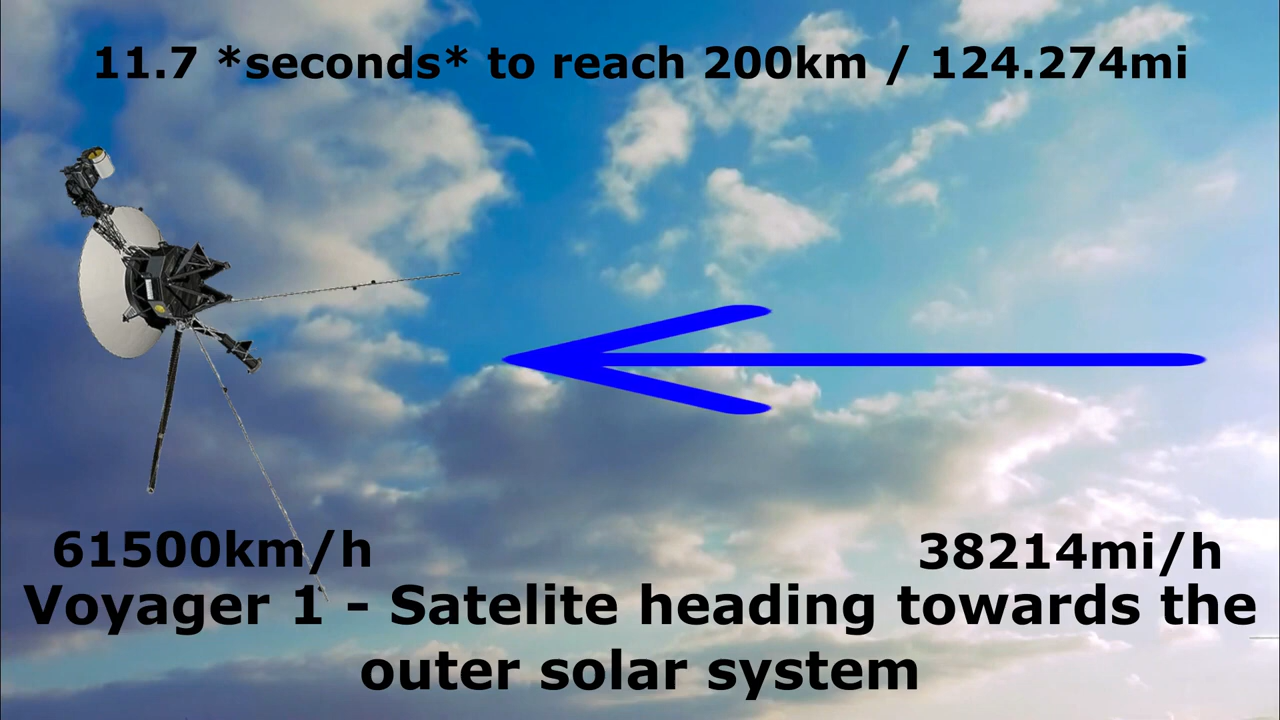 11.7 *seconds* to reach 200km / 124.274mi
61500km/h
38214mi/h
Voyager 1 - Satelite heading towards the
outer solar system